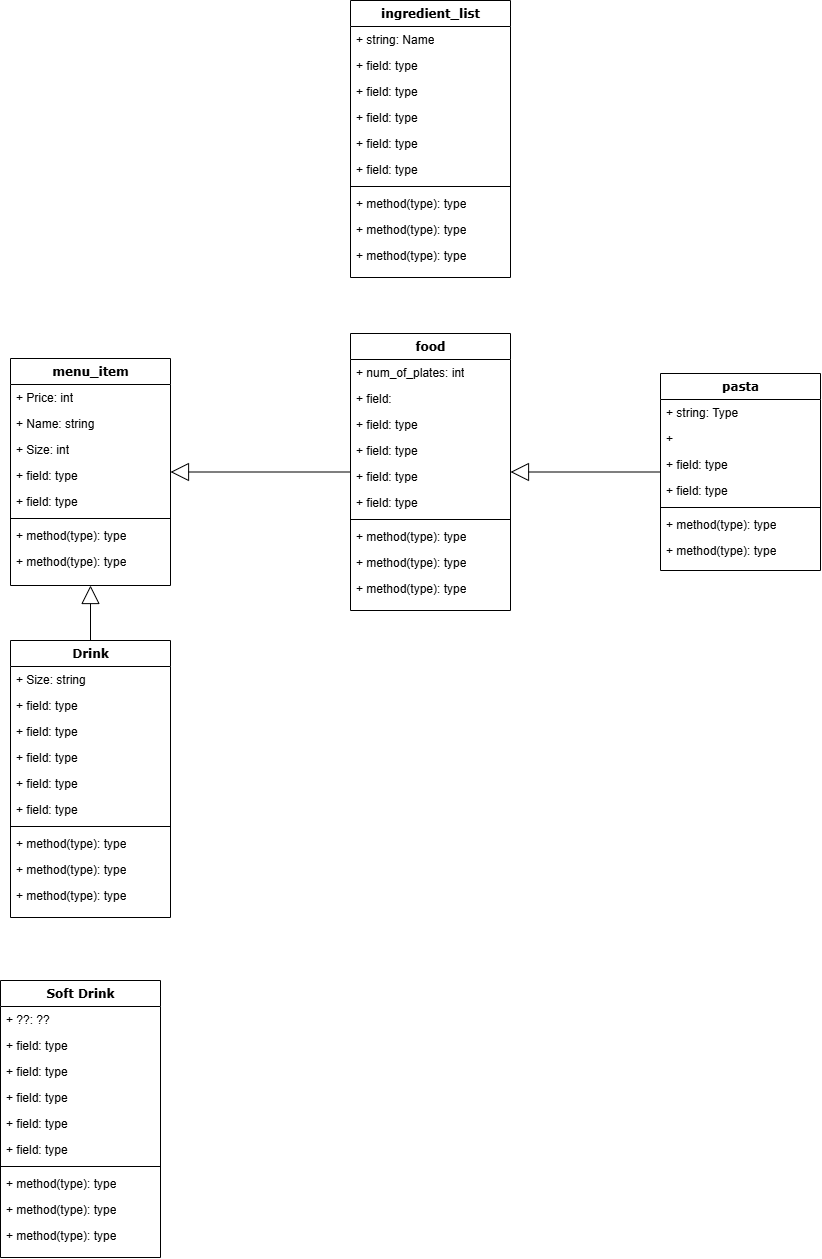 ingredient_list
+ string: Name
+ field: type
+ field: type
+ field: type
+ field: type
+ field: type
+ method(type): type
+ method(type): type
+ method(type): type
menu_item
+ Price: int
+ Name: string
+ Size: int
+ field: type
+ field: type
+ method(type): type
+ method(type): type
food
+ num_of_plates: int
+ field:
+ field: type
+ field: type
+ field: type
+ field: type
+ method(type): type
+ method(type): type
+ method(type): type
pasta
+ string: Type
+
+ field: type
+ field: type
+ method(type): type
+ method(type): type
Drink
+ Size: string
+ field: type
+ field: type
+ field: type
+ field: type
+ field: type
+ method(type): type
+ method(type): type
+ method(type): type
Soft Drink
+ ??: ??
+ field: type
+ field: type
+ field: type
+ field: type
+ field: type
+ method(type): type
+ method(type): type
+ method(type): type